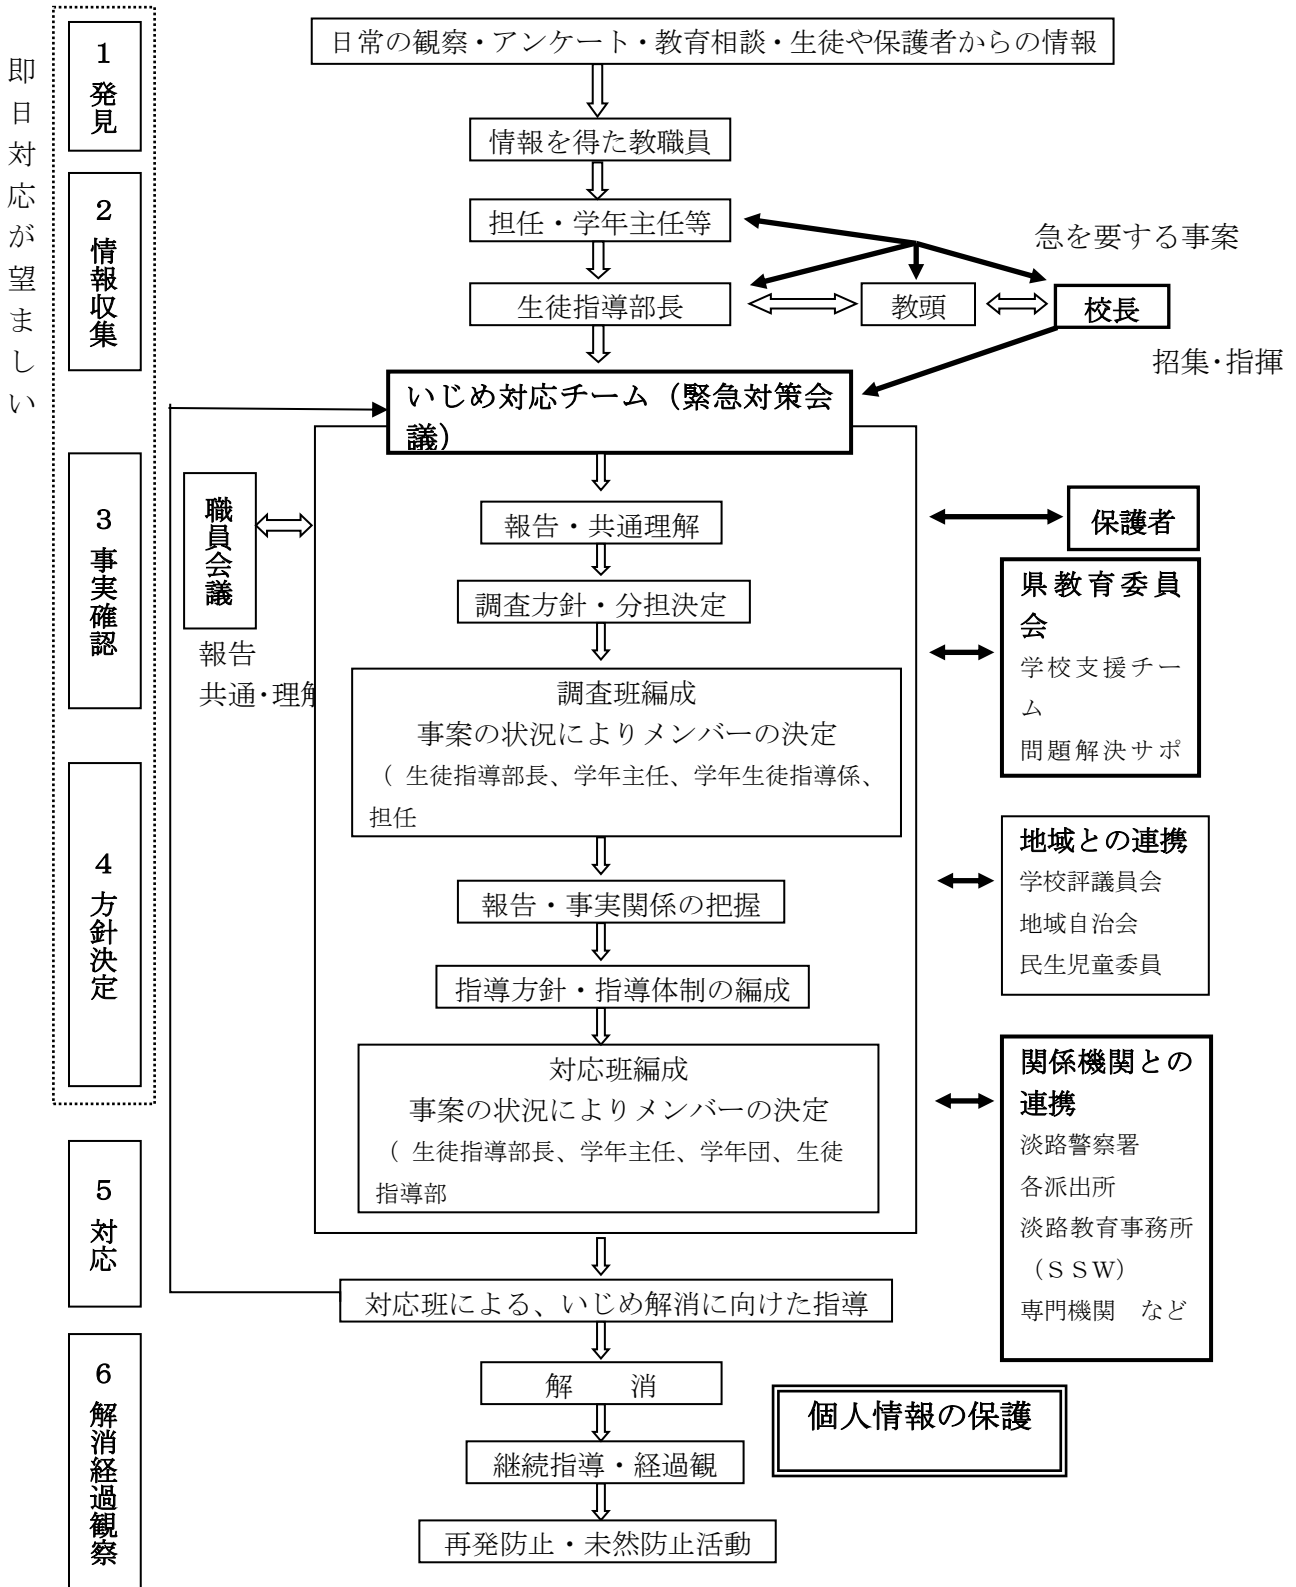 即日対応が望ましい
1 発見
2 情報収集
3 事実確認
4 方針決定
5 対応
6 解消経過観察
日常の観察・アンケート・教育相談・生徒や保護者からの情報
情報を得た教職員
担任・学年主任等
急を要する事案
生徒指導部長
教頭
校長
招集・指揮
いじめ対応チーム（緊急対策会
議）
職員会議
報告
共通・理解
報告・共通理解
調査方針・分担決定
調査班編成
事案の状況によりメンバーの決定
（ 生徒指導部長、学年主任、学年生徒指導係、
担任
報告・事実関係の把握
指導方針・指導体制の編成
対応班編成
事案の状況によりメンバーの決定
（ 生徒指導部長、学年主任、学年団、生徒
指導部
保護者
県教育委員
会
学校支援チー
ム
問題解決サポ
地域との連携
学校評議員会
地域自治会
民生児童委員
関係機関との
連携
淡路警察署
各派出所
淡路教育事務所
（ＳＳＷ）
専門機関　など
対応班による、いじめ解消に向けた指導
解　　消
個人情報の保護
継続指導・経過観
再発防止・未然防止活動